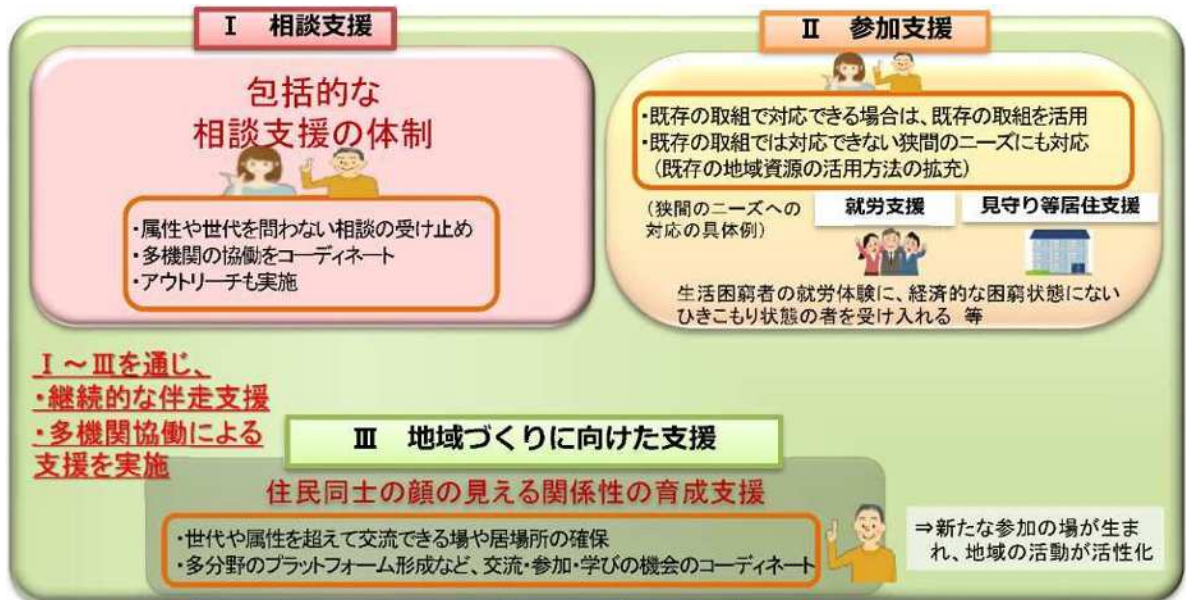 Ⅰ 相談支援
包括的な
相談支援の体制
・属性や世代を問わない相談の受け止め
・多機関の協働をコーディネート
・アウトリーチも実施
Ⅱ 参加支援
・既存の取組で対応できる場合は、既存の取組を活用
・既存の取組では対応できない狭間のニーズにも対応
（既存の地域資源の活用方法の拡充）
（狭間のニーズへの
対応の具体例）
就労支援
見守り等居住支援
生活困窮者の就労体験に、経済的な困窮状態にない
ひきこもり状態の者を受け入れる 等
Ⅰ～Ⅲを通じ、
・継続的な伴走支援
・多機関協働による
支援を実施
Ⅲ 地域づくりに向けた支援
住民同士の顔の見える関係性の育成支援
・世代や属性を超えて交流できる場や居場所の確保
・多分野のプラットフォーム形成など、交流・参加・学びの機会のコーディネート
⇒新たな参加の場が生ま
れ、地域の活動が活性化